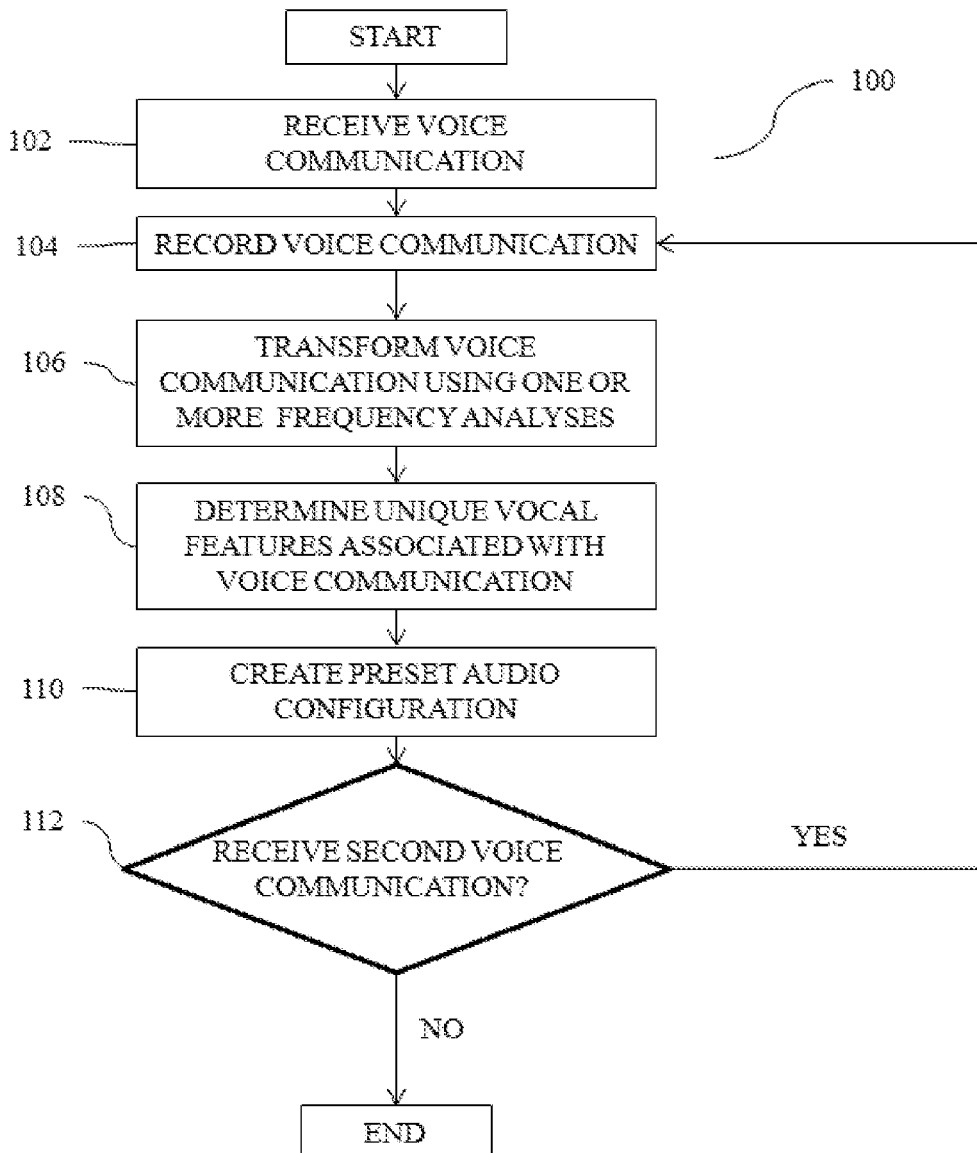 START
100
102
RECEIVE VOICE
COMMUNICATION
104
RECORD VOICE COMMUNICATION
106
TRANSFORM VOICE
COMMUNICATION USING ONE OR
MORE FREQUENCY ANALYSES
108
DETERMINE UNIQUE VOCAL
FEATURES ASSOCIATED WITH
VOICE COMMUNICATION
110
CREATE PRESET AUDIO
CONFIGURATION
112
RECEIVE SECOND VOICE
COMMUNICATION?
YES
NO
END